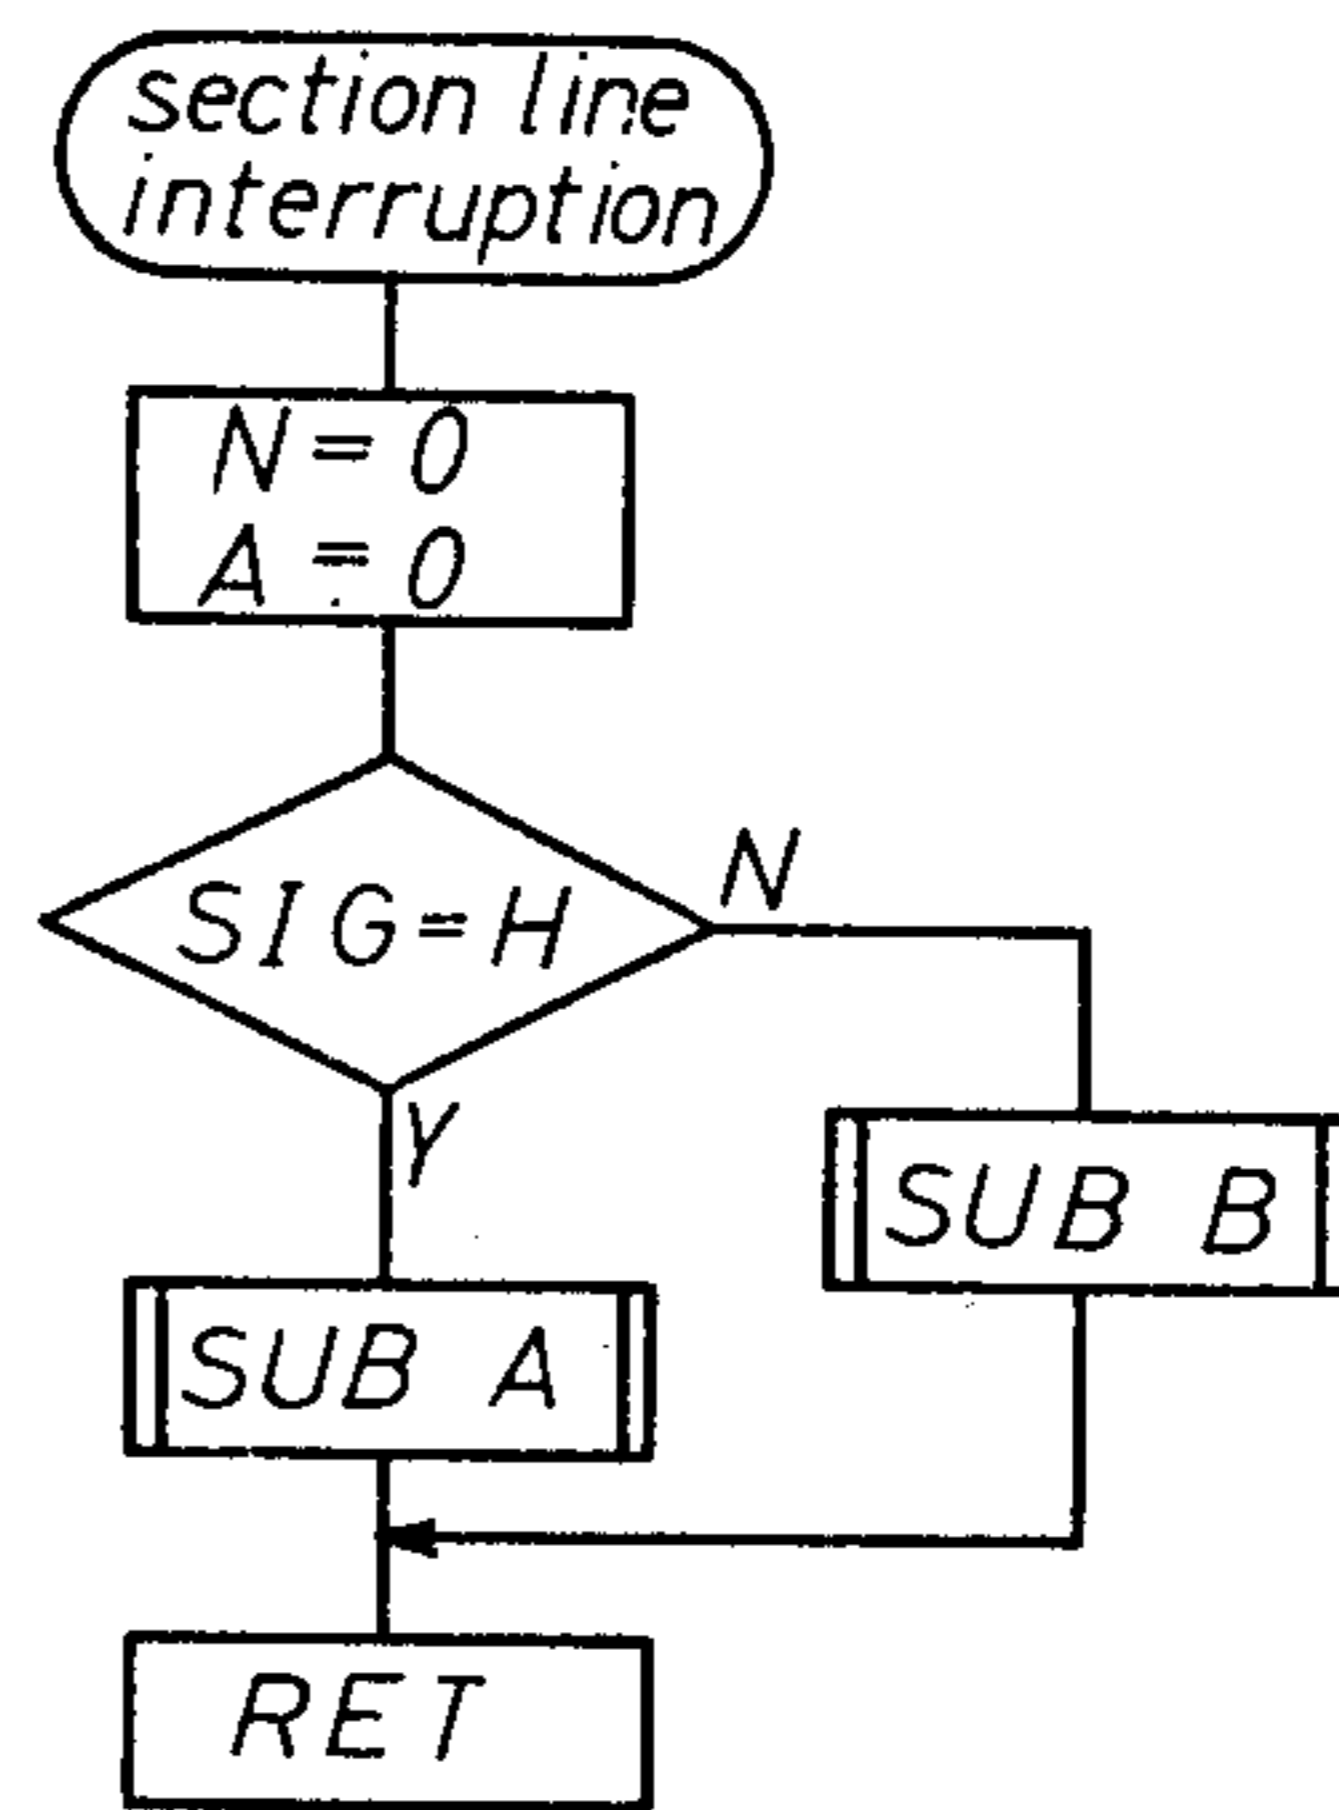 section line
interruption
N = 0
A = 0
SIG = H
N
Y
SUB B
SUB A
RET